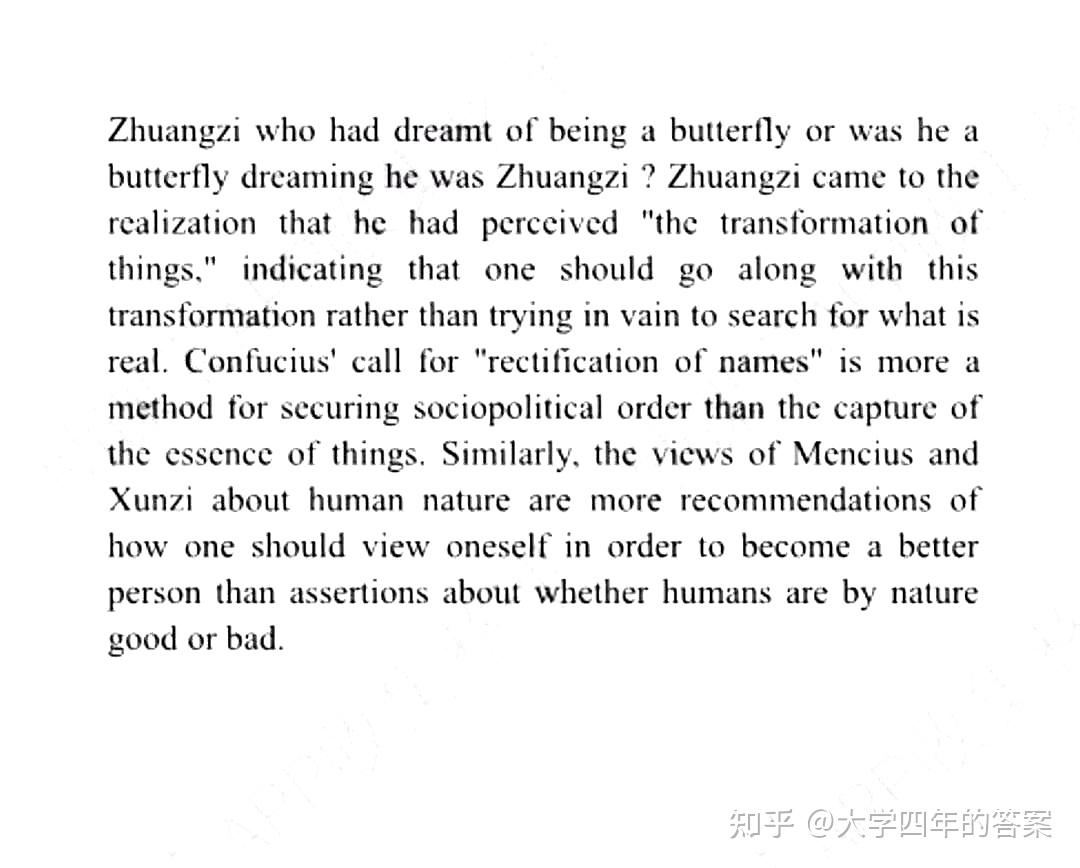 Zhuangzi who had dreamt of being a butterfly or was he a
butterfly dreaming he was Zhuangzi ? Zhuangzi came to the
realization that he had perceived "the transformation of
things," indicating that one should go along with this
transformation rather than trying in vain to search for what is
real. Confucius' call for "rectification of names" is more a
method for securing sociopolitical order than the capture of
the essence of things. Similarly, the views of Mencius and
Xunzi about human nature are more recommendations of
how one should view oneself in order to become a better
person than assertions about whether humans are by nature
good or bad.
知乎 @大学四年的答案